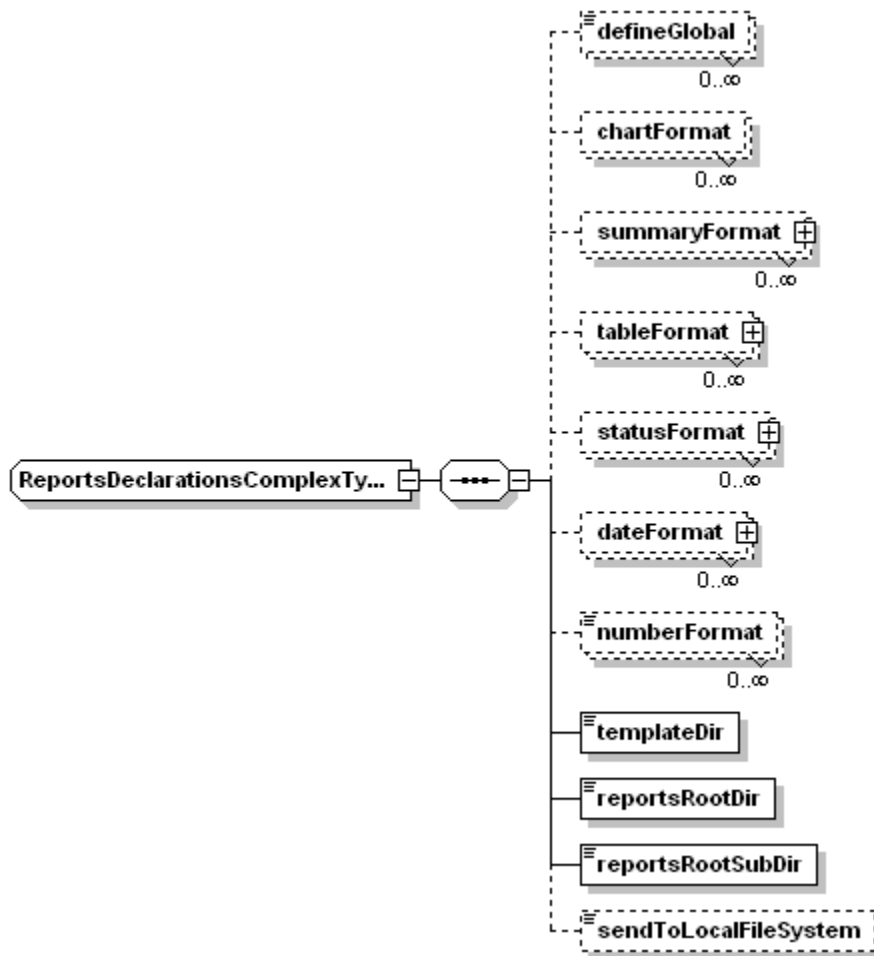 defineGlobal
0..∞
chartFormat
0..∞
summaryFormat
0..∞
tableFormat
0..∞
statusFormat
0..∞
ReportsDeclarationsComplexTy...
dateFormat
0..∞
numberFormat
0..∞
templateDir
reportsRootDir
reportsRootSubDir
sendToLocalFileSystem